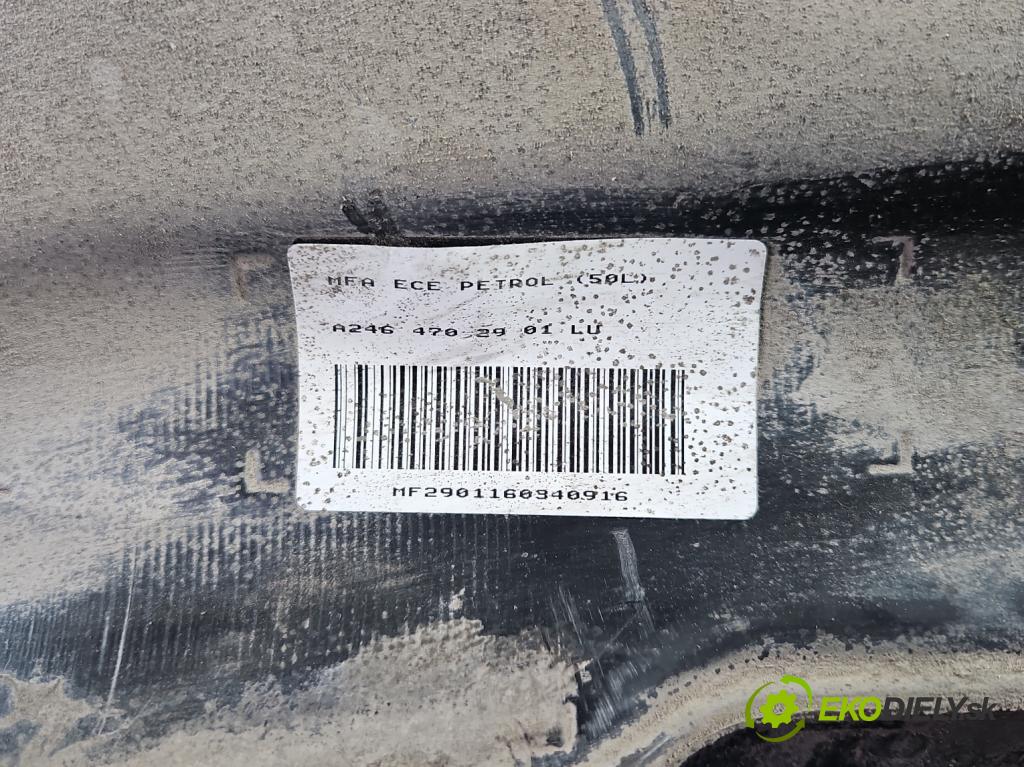 MFA ECE PETROL (50L)
A246 470 29 01 LU
MF2901160340916
EKODIELY.sk